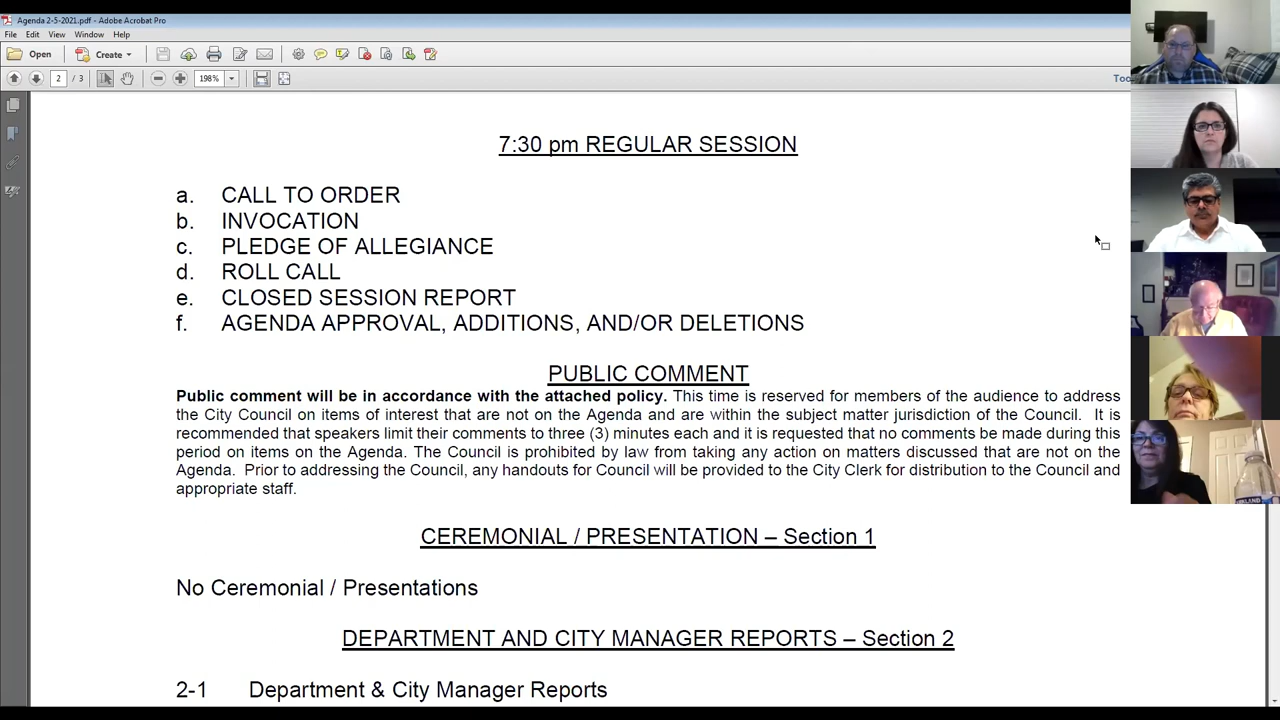 Agenda 2-5-2021.pdf - Adobe Acrobat Pro
File Edit View Window Help
Open Create
2 / 3 198%
7:30 pm REGULAR SESSION
a. CALL TO ORDER
b. INVOCATION
c. PLEDGE OF ALLEGIANCE
d. ROLL CALL
e. CLOSED SESSION REPORT
f. AGENDA APPROVAL, ADDITIONS, AND/OR DELETIONS
PUBLIC COMMENT
Public comment will be in accordance with the attached policy. This time is reserved for members of the audience to address
the City Council on items of interest that are not on the Agenda and are within the subject matter jurisdiction of the Council. It is
recommended that speakers limit their comments to three (3) minutes each and it is requested that no comments be made during this
period on items on the Agenda. The Council is prohibited by law from taking any action on matters discussed that are not on the
Agenda. Prior to addressing the Council, any handouts for Council will be provided to the City Clerk for distribution to the Council and
appropriate staff.
CEREMONIAL / PRESENTATION – Section 1
No Ceremonial / Presentations
DEPARTMENT AND CITY MANAGER REPORTS – Section 2
2-1 Department & City Manager Reports